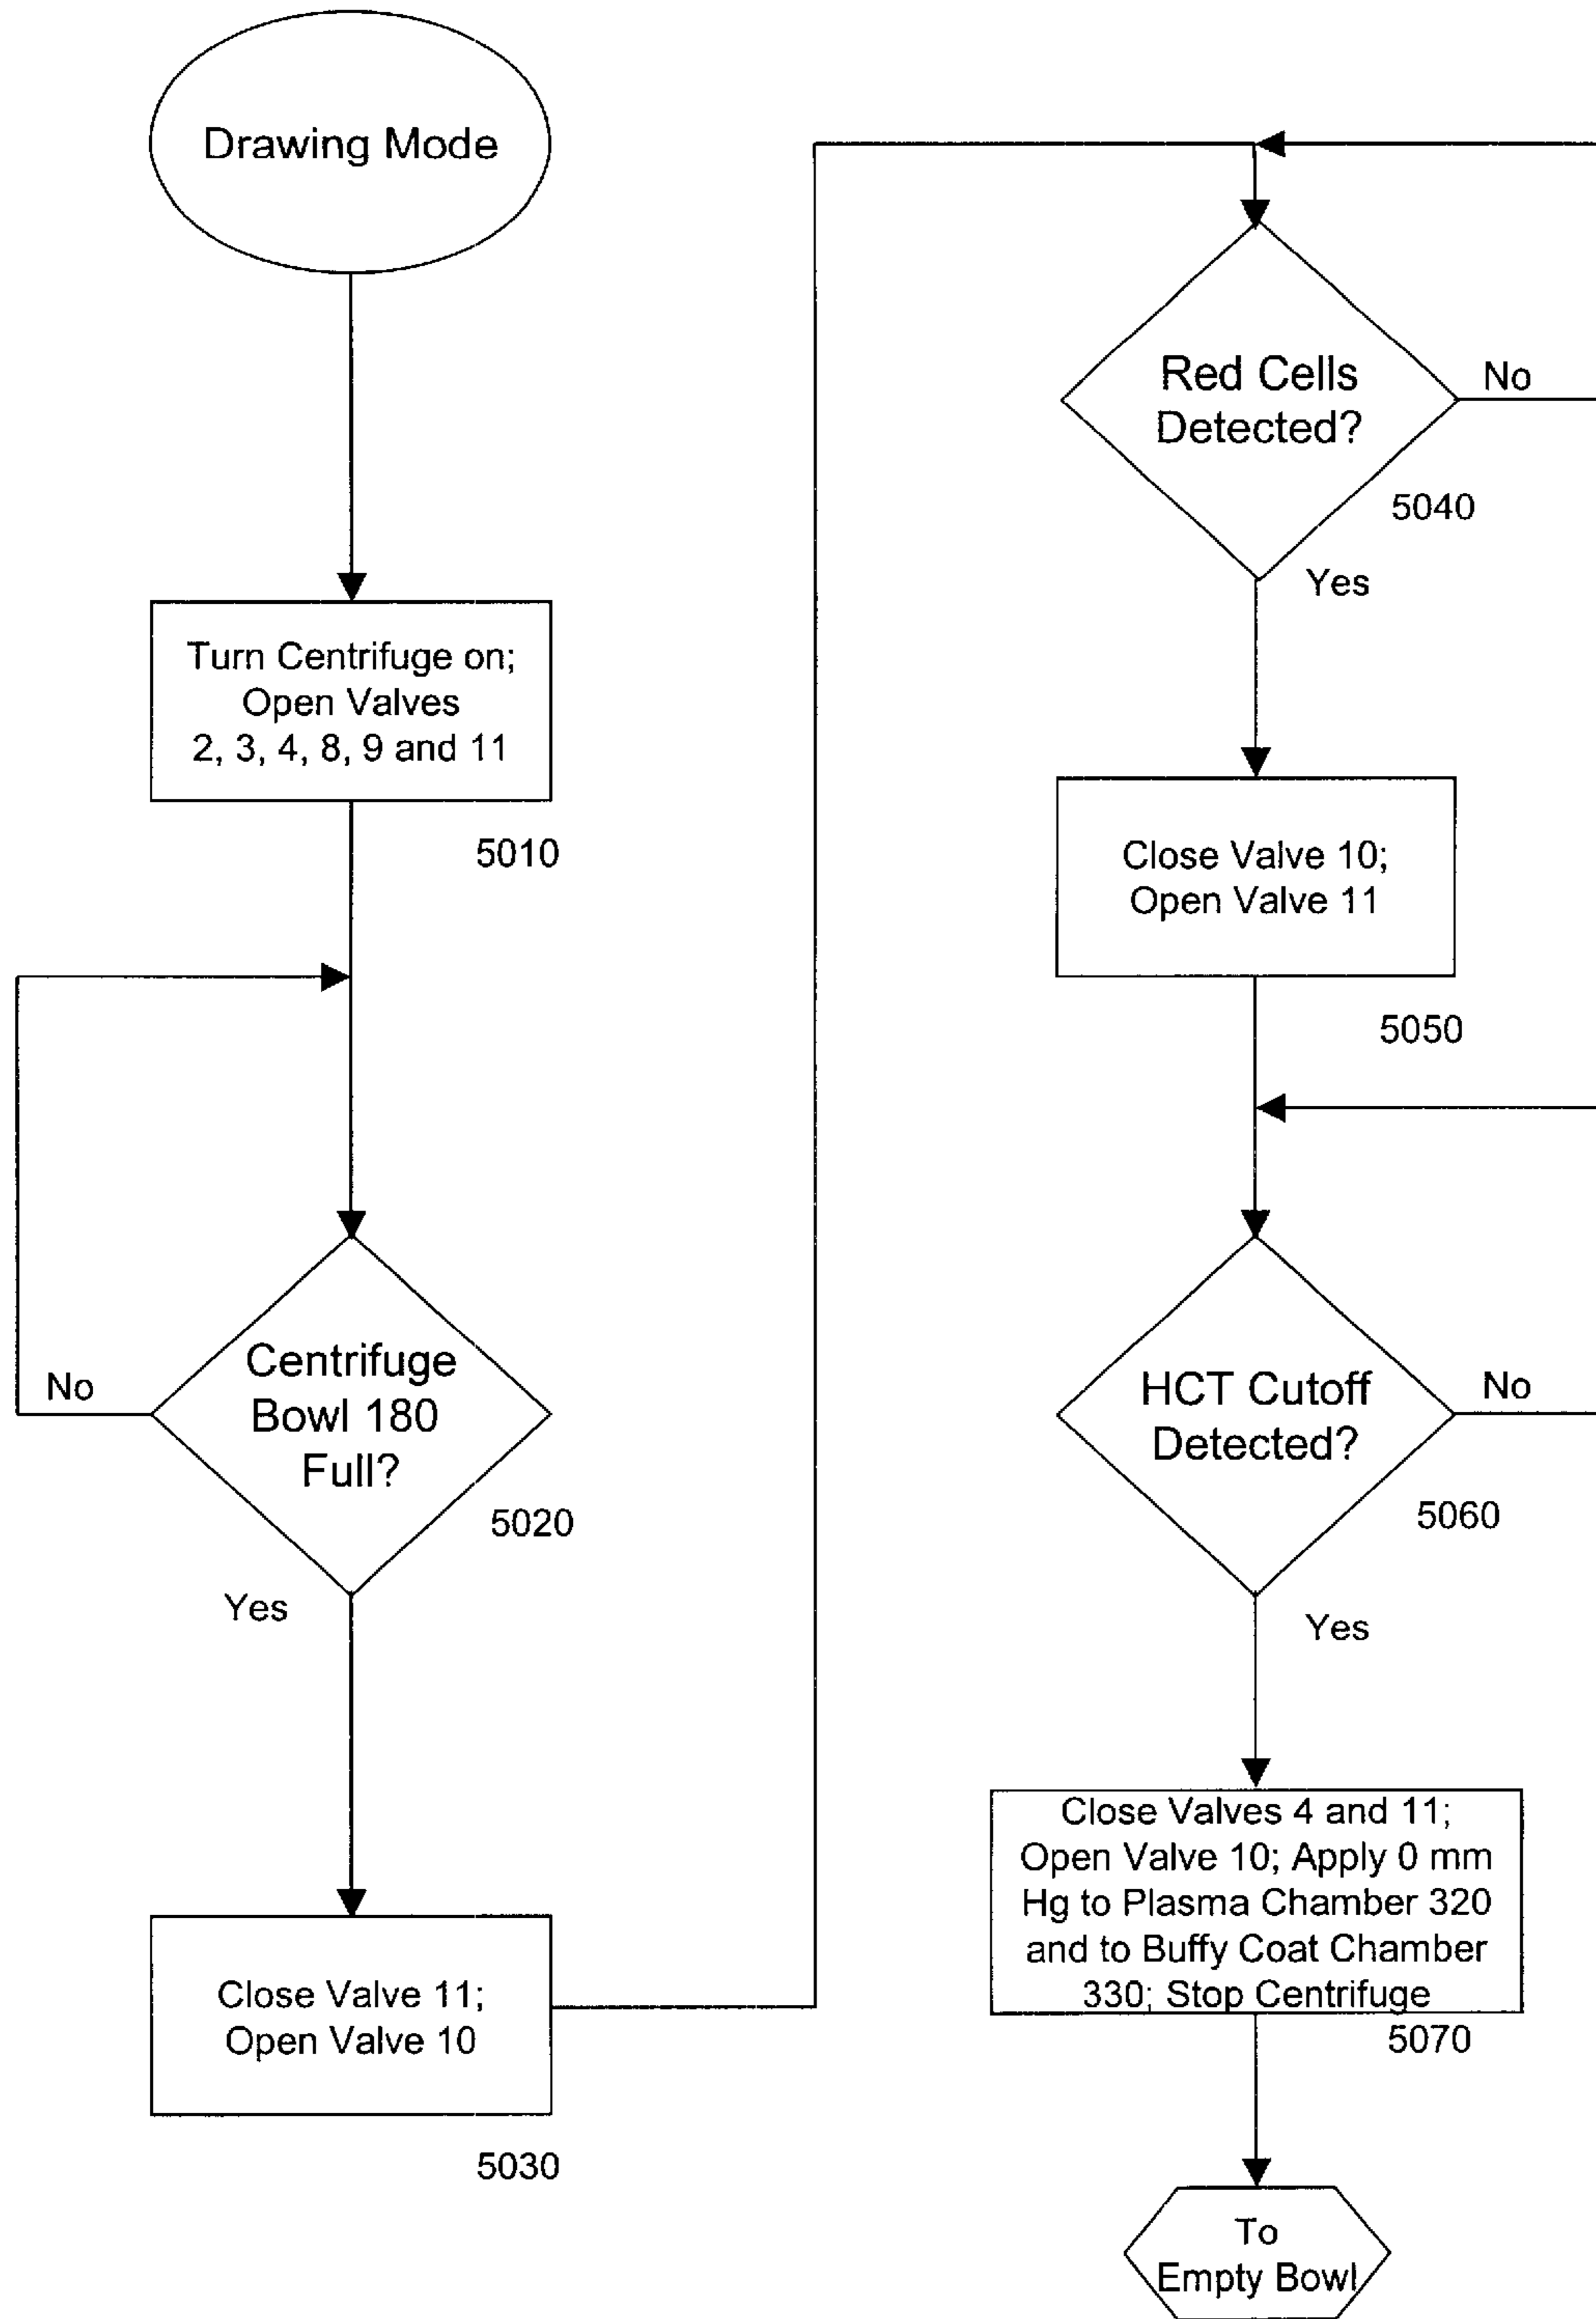 Drawing Mode
Turn Centrifuge on;
Open Valves
2, 3, 4, 8, 9 and 11
5010
Centrifuge
Bowl 180
Full?
No
5020
Yes
Close Valve 11;
Open Valve 10
5030
Red Cells
Detected?
No
5040
Yes
Close Valve 10;
Open Valve 11
5050
HCT Cutoff
Detected?
No
5060
Yes
Close Valves 4 and 11;
Open Valve 10; Apply 0 mm
Hg to Plasma Chamber 320
and to Buffy Coat Chamber
330; Stop Centrifuge
5070
To
Empty Bowl